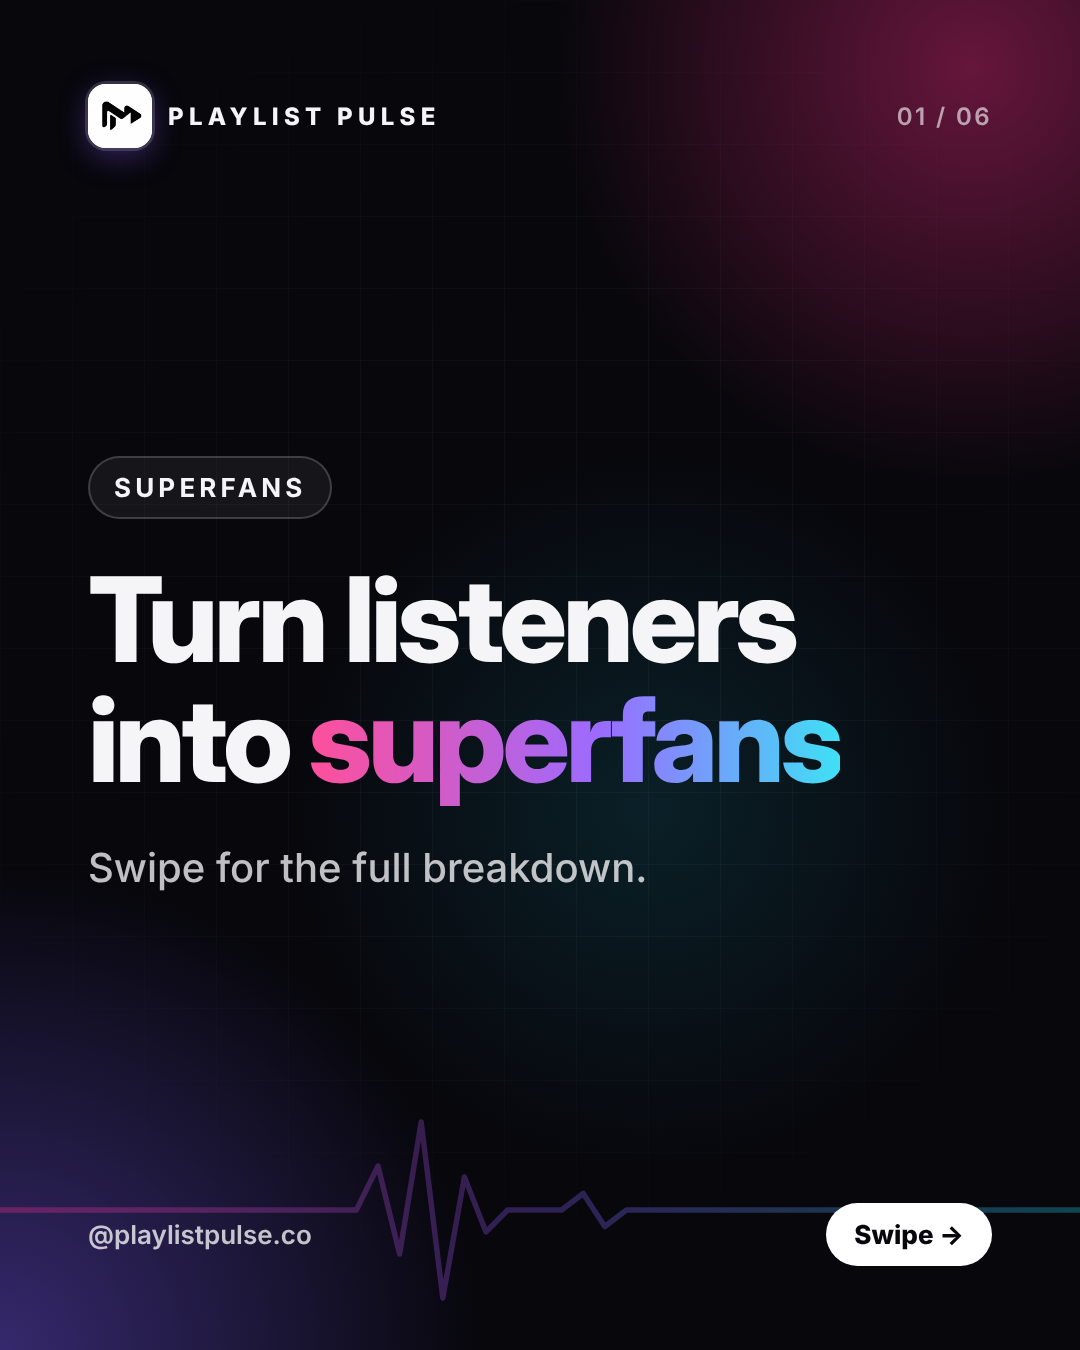 PLAYLIST PULSE
01 / 06
SUPERFANS
Turn listeners
into superfans
Swipe for the full breakdown.
@playlistpulse.co
Swipe →